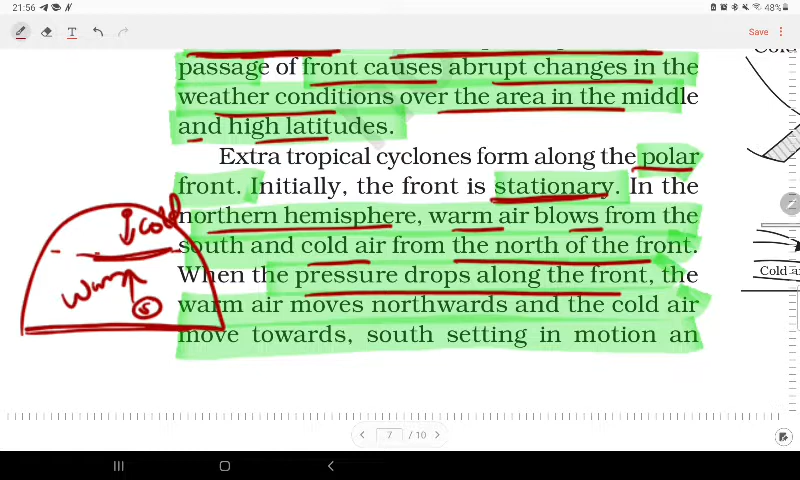 21:56
48%
Save
passage of front causes abrupt changes in the
weather conditions over the area in the middle
and high latitudes.
Extra tropical cyclones form along the polar
front. Initially, the front is stationary. In the
northern hemisphere, warm air blows from the
south and cold air from the north of the front.
When the pressure drops along the front, the
warm air moves northwards and the cold air
move towards, south setting in motion an
Cold
Warm
S
Cold
Cold a
7 / 10